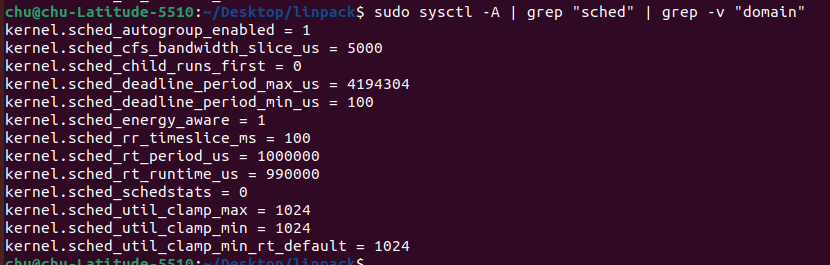 chu@chu-Latitude-5510:~/Desktop/linpack$ sudo sysctl -A | grep "sched" | grep -v "domain"
kernel.sched_autogroup_enabled = 1
kernel.sched_cfs_bandwidth_slice_us = 5000
kernel.sched_child_runs_first = 0
kernel.sched_deadline_period_max_us = 4194304
kernel.sched_deadline_period_min_us = 100
kernel.sched_energy_aware = 1
kernel.sched_rr_timeslice_ms = 100
kernel.sched_rt_period_us = 1000000
kernel.sched_rt_runtime_us = 990000
kernel.sched_schedstats = 0
kernel.sched_util_clamp_max = 1024
kernel.sched_util_clamp_min = 1024
kernel.sched_util_clamp_min_rt_default = 1024
chu@chu-Latitude-5510:~/Desktop/linpack$